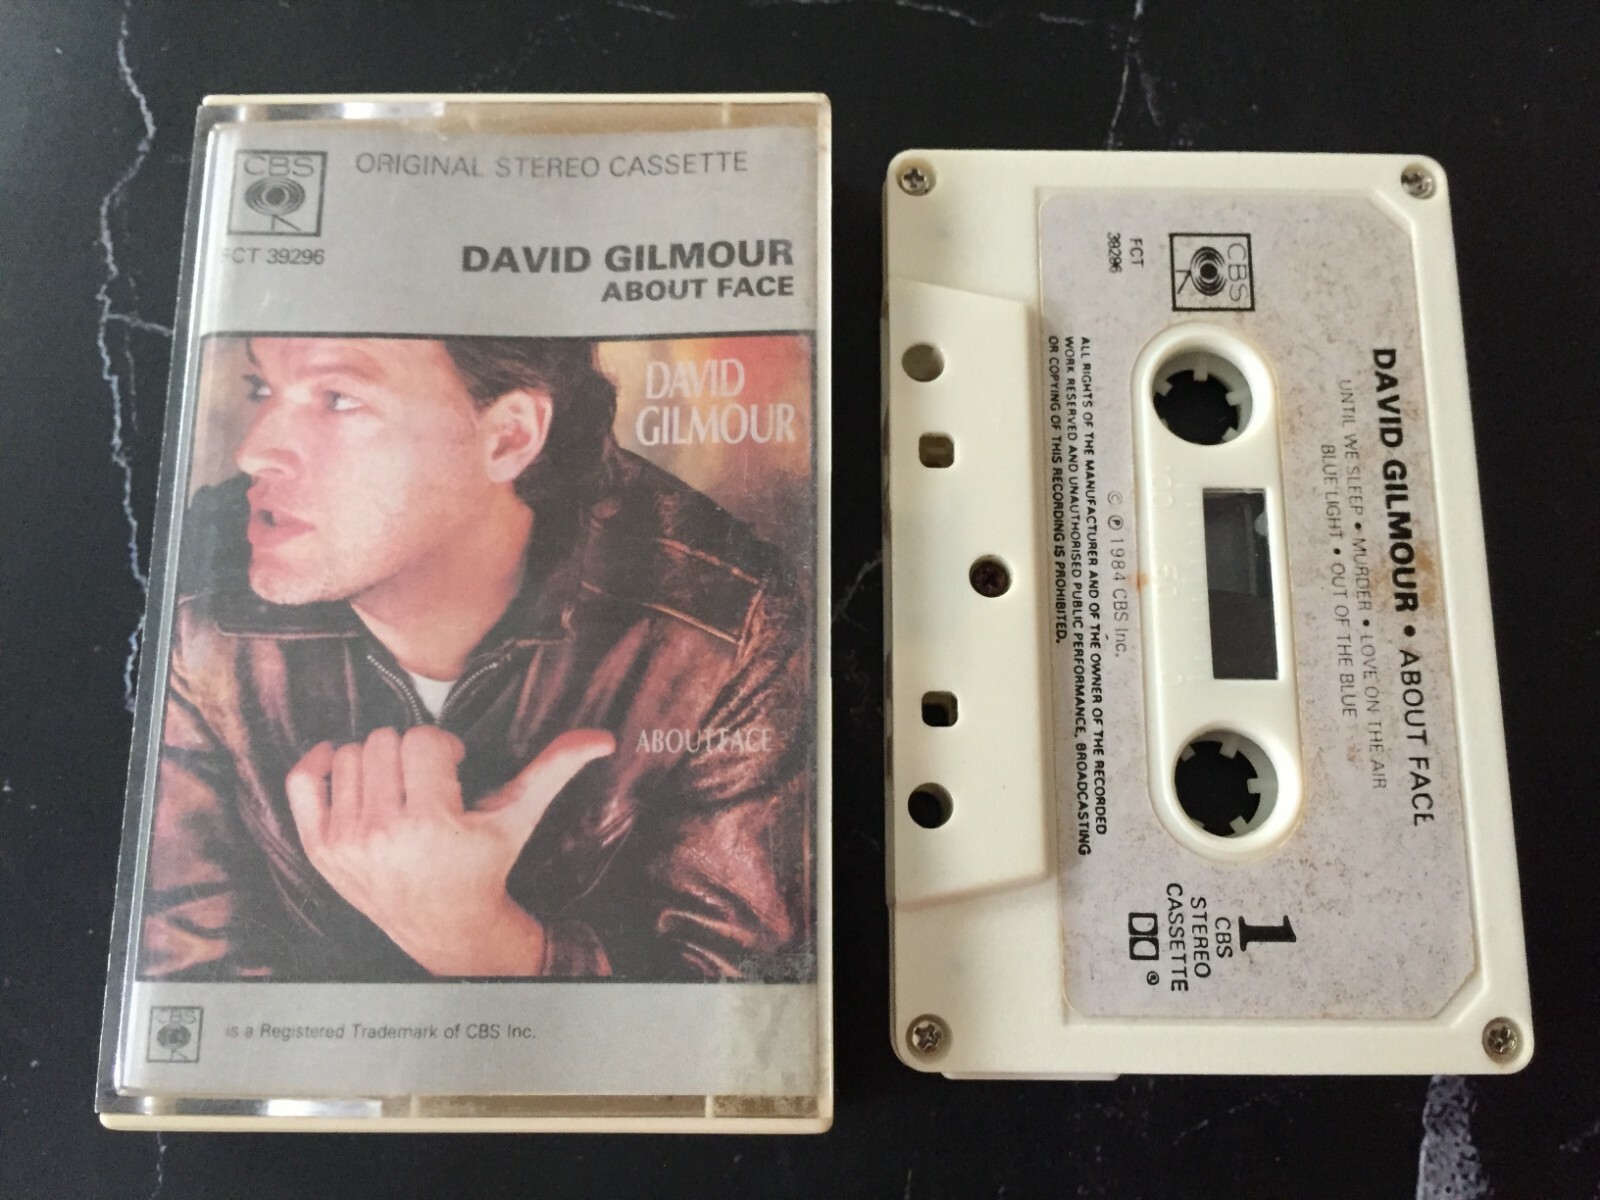 CBS
ORIGINAL STEREO CASSETTE
FCT 39296
DAVID GILMOUR
ABOUT FACE
DAVID
GILMOUR
ABOUT FACE
CBS
is a Registered Trademark of CBS Inc.
DAVID GILMOUR • ABOUT FACE
UNTIL WE SLEEP • MURDER • LOVE ON THE AIR
BLUE LIGHT • OUT OF THE BLUE
CBS
FCT
39296
1
CBS
STEREO
CASSETTE
© ℗ 1984 CBS Inc.
ALL RIGHTS OF THE MANUFACTURER AND OF THE OWNER OF THE RECORDED
WORK RESERVED AND UNAUTHORISED PUBLIC PERFORMANCE, BROADCASTING
OR COPYING OF THIS RECORDING IS PROHIBITED.